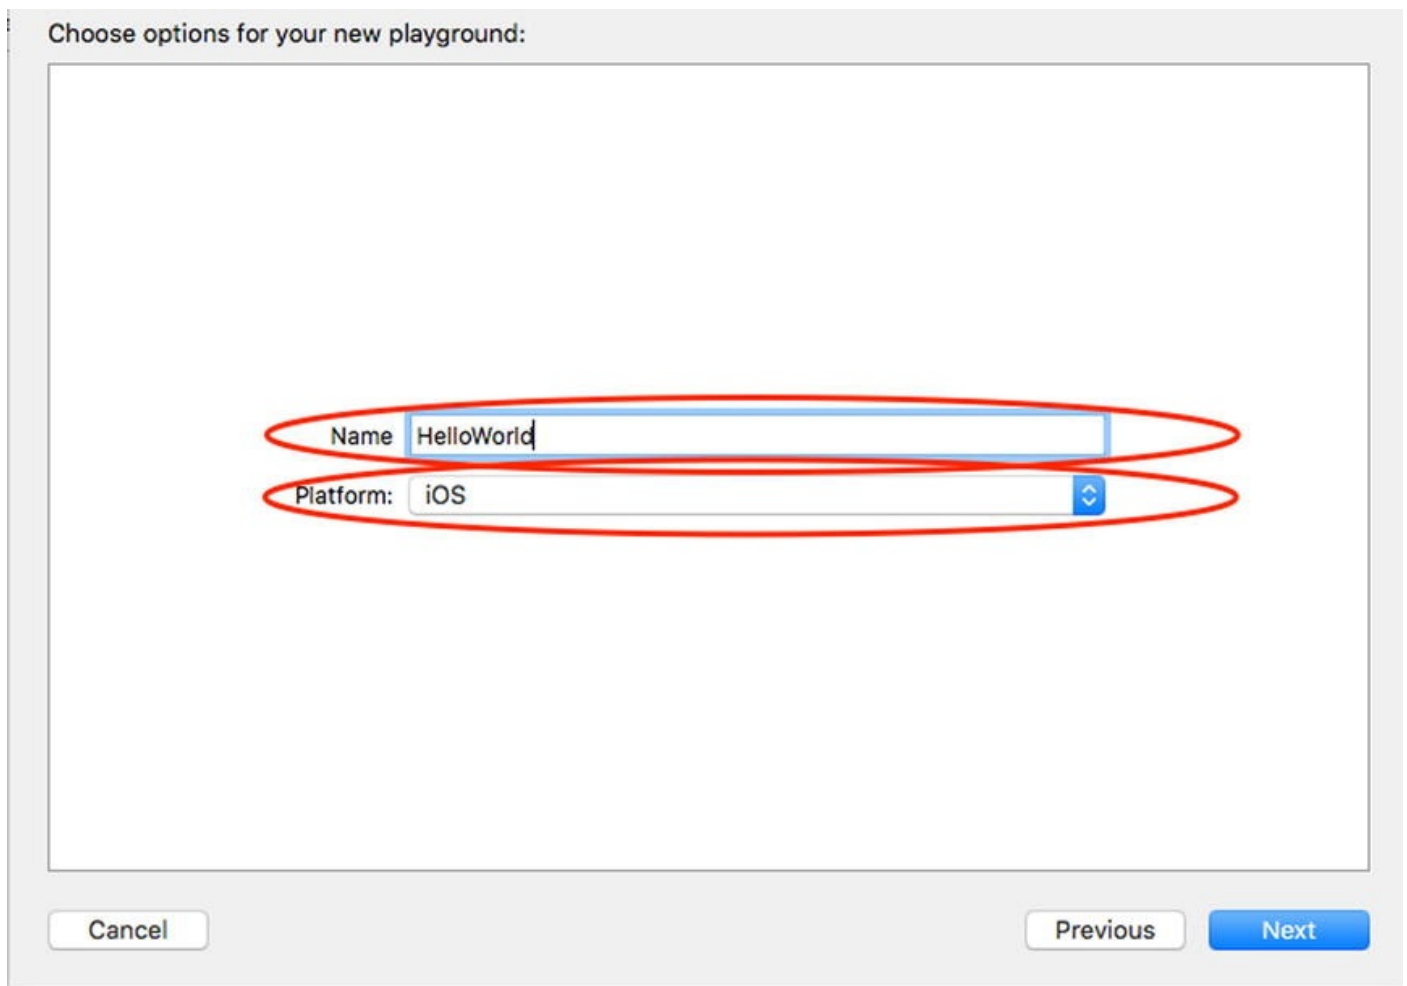 Choose options for your new playground:
Name HelloWorld
Platform: iOS
Cancel Previous Next